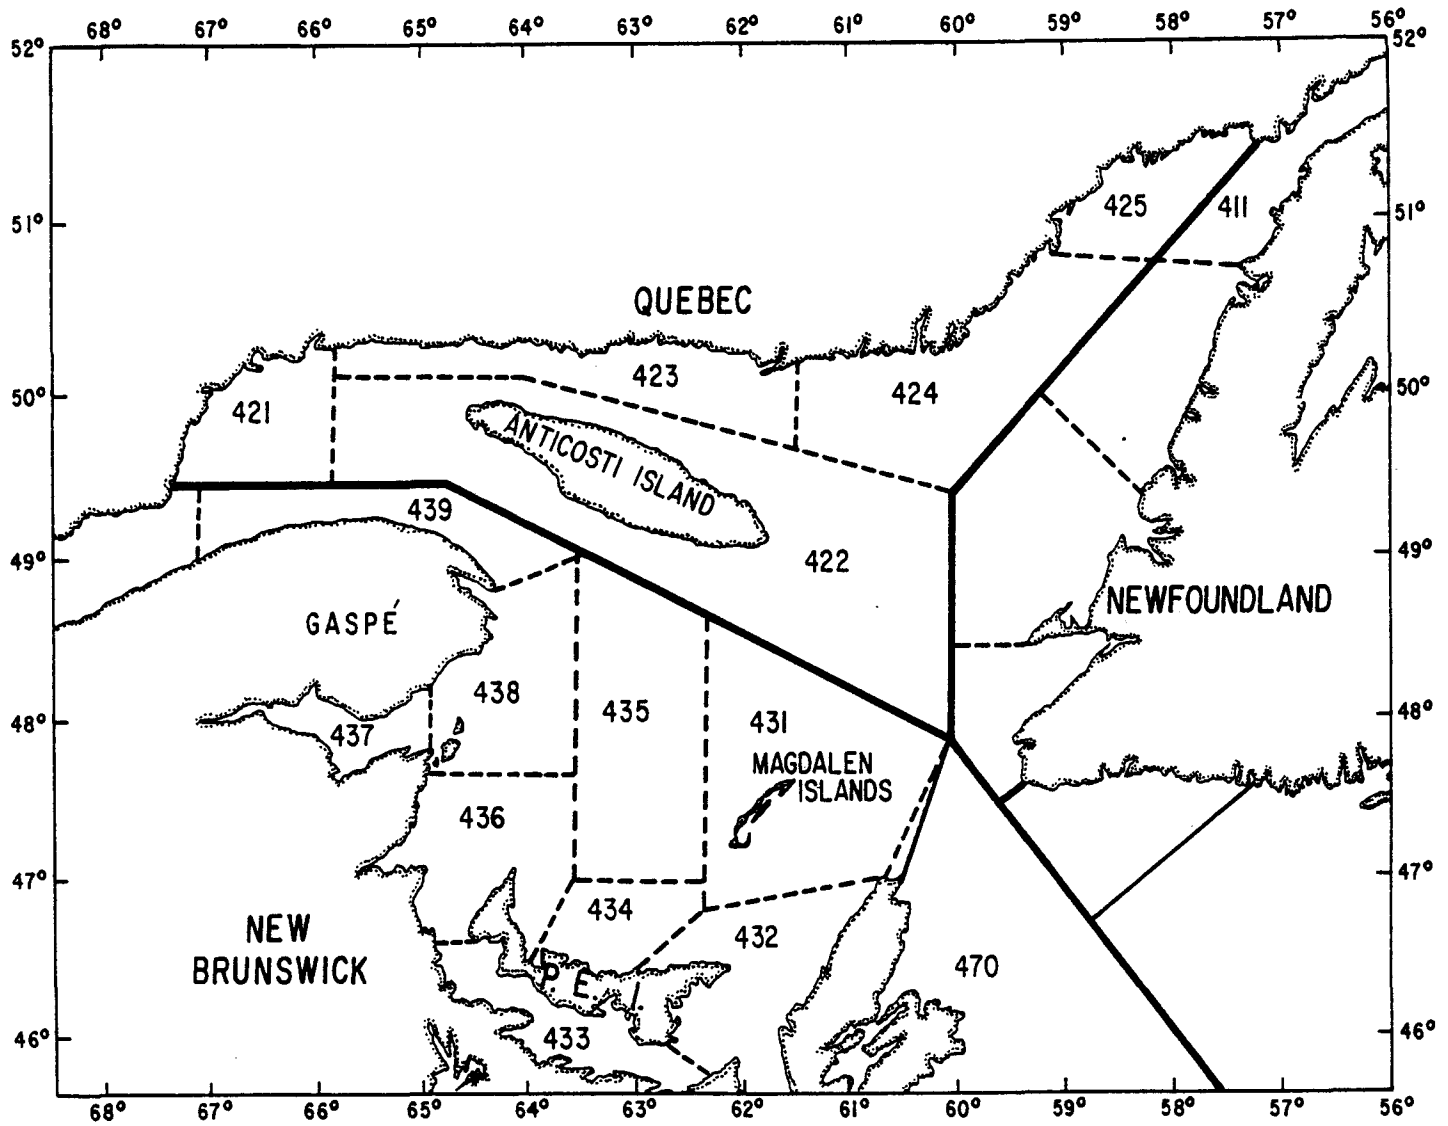 68° 67° 66° 65° 64° 63° 62° 61° 60° 59° 58° 57° 56°
52° 52°
425 411
51° 51°
QUEBEC
423
424
50° 50°
421
ANTICOSTI ISLAND
439
422
49° 49°
NEWFOUNDLAND
GASPÉ
438 435 431
48° 48°
437
MAGDALEN
ISLANDS
436
47° 47°
434
432
NEW
BRUNSWICK
470
P. E. I.
46° 46°
433
68° 67° 66° 65° 64° 63° 62° 61° 60° 59° 58° 57° 56°